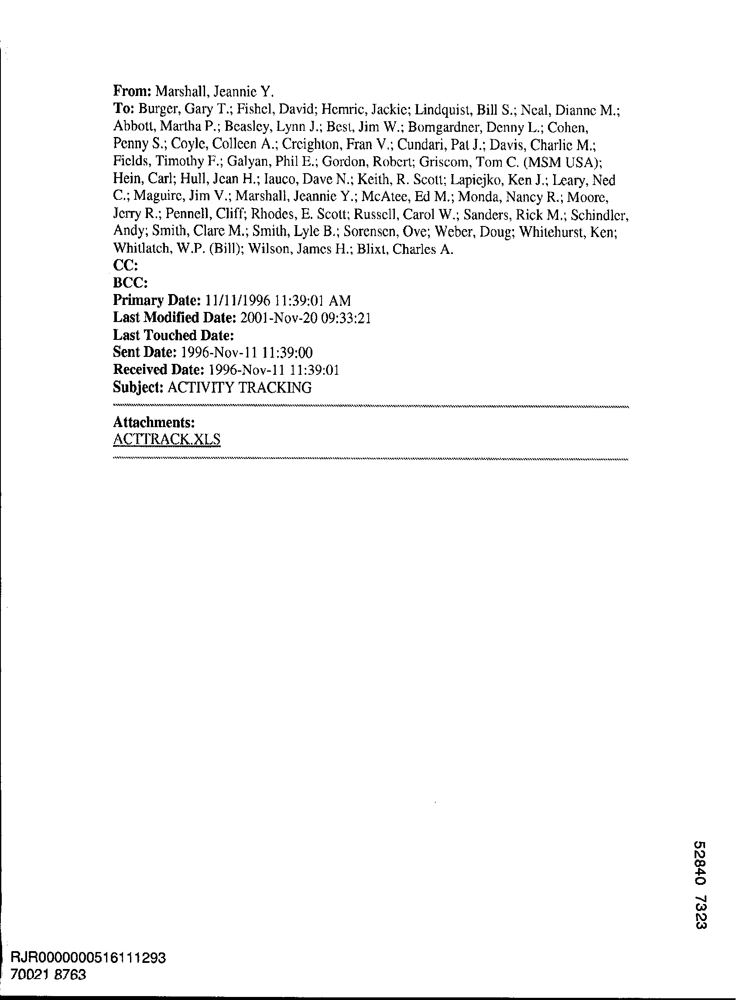 From: Marshall, Jeannie Y.
To: Burger, Gary T.; Fishel, David; Hemric, Jackie; Lindquist, Bill S.; Neal, Dianne M.;
Abbott, Martha P.; Beasley, Lynn J.; Best, Jim W.; Bomgardner, Denny L.; Cohen,
Penny S.; Coyle, Colleen A.; Creighton, Fran V.; Cundari, Pat J.; Davis, Charlie M.;
Fields, Timothy F.; Galyan, Phil E.; Gordon, Robert; Griscom, Tom C. (MSM USA);
Hein, Carl; Hull, Jean H.; Iauco, Dave N.; Keith, R. Scott; Lapiejko, Ken J.; Leary, Ned
C.; Maguire, Jim V.; Marshall, Jeannie Y.; McAtee, Ed M.; Monda, Nancy R.; Moore,
Jerry R.; Pennell, Cliff; Rhodes, E. Scott; Russell, Carol W.; Sanders, Rick M.; Schindler,
Andy; Smith, Clare M.; Smith, Lyle B.; Sorensen, Ove; Weber, Doug; Whitehurst, Ken;
Whitlatch, W.P. (Bill); Wilson, James H.; Blixt, Charles A.
CC:
BCC:
Primary Date: 11/11/1996 11:39:01 AM
Last Modified Date: 2001-Nov-20 09:33:21
Last Touched Date:
Sent Date: 1996-Nov-11 11:39:00
Received Date: 1996-Nov-11 11:39:01
Subject: ACTIVITY TRACKING
Attachments:
ACTTRACK.XLS
52840 7323
RJR0000000516111293
70021 8763